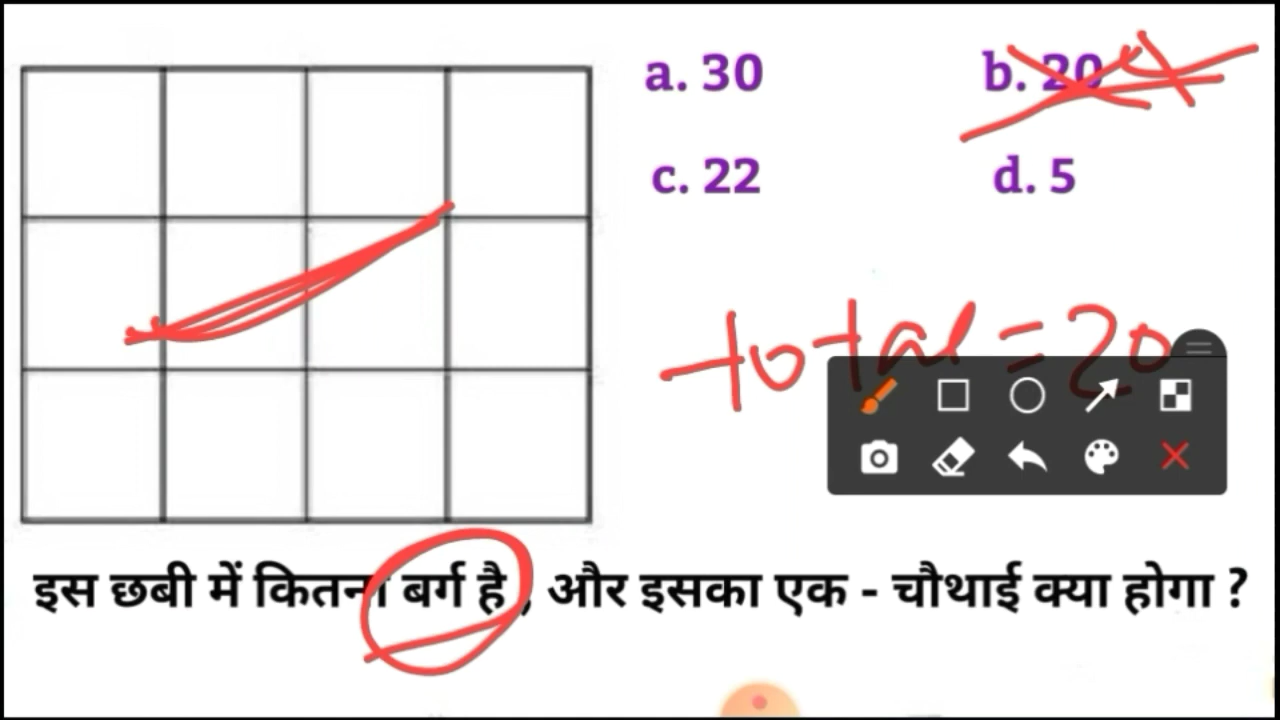 a. 30
b. 20
c. 22
d. 5
total = 20
इस छबी में कितना बर्ग है , और इसका एक - चौथाई क्या होगा ?